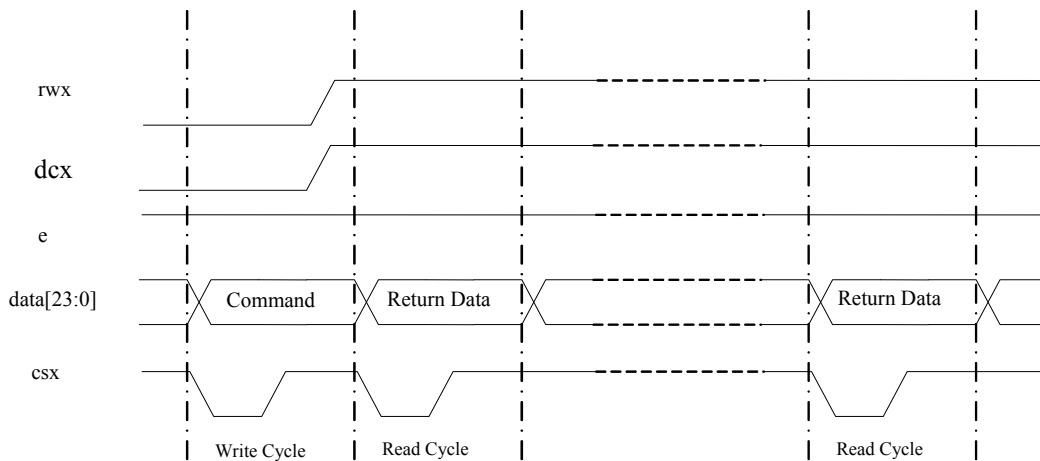 rwx
dcx
e
data[23:0]
Command
Return Data
Return Data
csx
Write Cycle
Read Cycle
Read Cycle